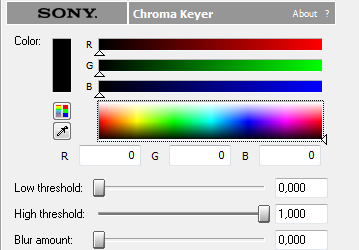 SONY. Chroma Keyer About ?
Color:
R
G
B
R 0 G 0 B 0
Low threshold: 0,000
High threshold: 1,000
Blur amount: 0,000